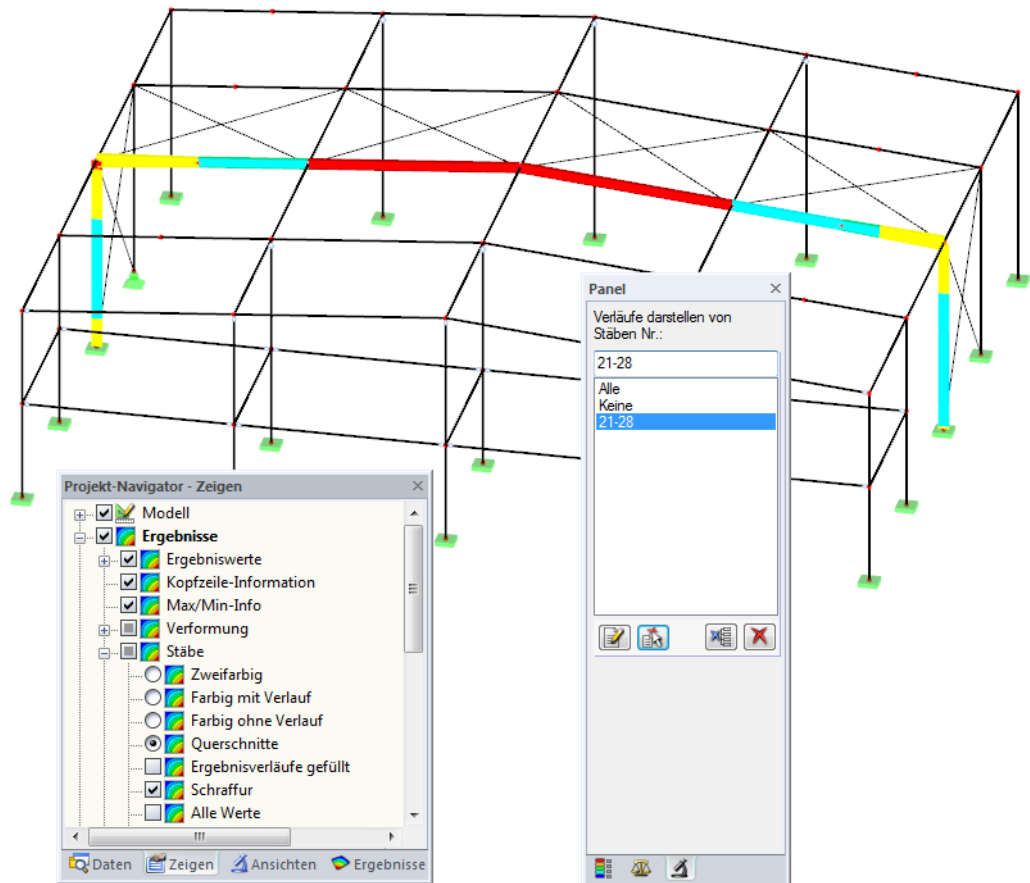 Panel
Verläufe darstellen von
Stäben Nr.:
21-28
Alle
Keine
21-28
Projekt-Navigator - Zeigen
Modell
Ergebnisse
Ergebniswerte
Kopfzeile-Information
Max/Min-Info
Verformung
Stäbe
Zweifarbig
Farbig mit Verlauf
Farbig ohne Verlauf
Querschnitte
Ergebnisverläufe gefüllt
Schraffur
Alle Werte
Daten Zeigen Ansichten Ergebnisse